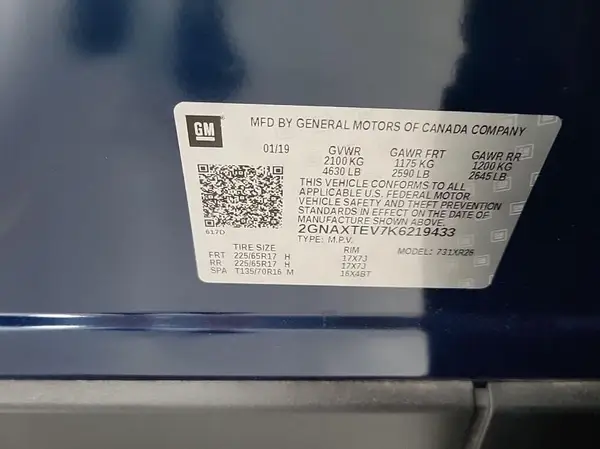 GM
MFD BY GENERAL MOTORS OF CANADA COMPANY
01/19 GVWR GAWR FRT GAWR RR
2100 KG 1175 KG 1200 KG
4630 LB 2590 LB 2645 LB
THIS VEHICLE CONFORMS TO ALL
APPLICABLE U.S. FEDERAL MOTOR
VEHICLE SAFETY AND THEFT PREVENTION
STANDARDS IN EFFECT ON THE DATE OF
MANUFACTURE SHOWN ABOVE.
617D 2GNAXTEV7K6219433
TYPE: M.P.V. MODEL: 731XR26
TIRE SIZE RIM
FRT 225/65R17 H 17X7J
RR 225/65R17 H 17X7J
SPA T135/70R16 M 16X4BT